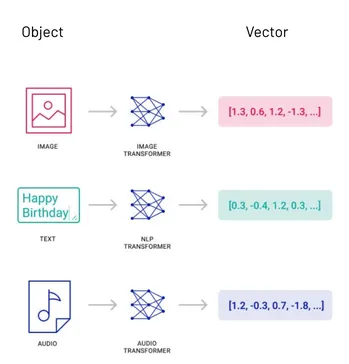 Object
Vector
IMAGE
IMAGE
TRANSFORMER
[1.3, 0.6, 1.2, -1.3, ...]
Happy
Birthday
TEXT
NLP
TRANSFORMER
[0.3, -0.4, 1.2, 0.3, ...]
AUDIO
AUDIO
TRANSFORMER
[1.2, -0.3, 0.7, -1.8, ...]